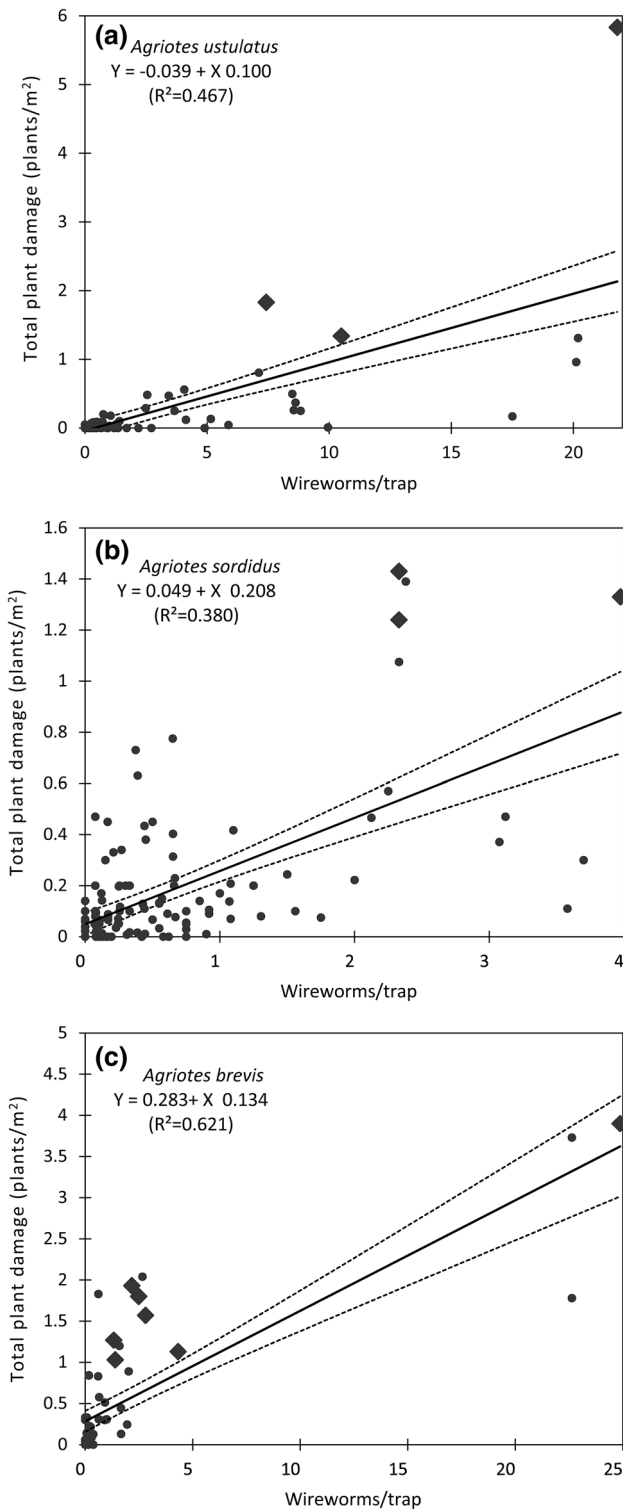 (a)
Agriotes ustulatus
Y = -0.039 + X 0.100
(R²=0.467)
Total plant damage (plants/m²)
6
5
4
3
2
1
0
0 5 10 15 20
Wireworms/trap
(b)
Agriotes sordidus
Y = 0.049 + X 0.208
(R²=0.380)
Total plant damage (plants/m²)
1.6
1.4
1.2
1
0.8
0.6
0.4
0.2
0
0 1 2 3 4
Wireworms/trap
(c)
Agriotes brevis
Y = 0.283+ X 0.134
(R²=0.621)
Total plant damage (plants/m²)
5
4.5
4
3.5
3
2.5
2
1.5
1
0.5
0
0 5 10 15 20 25
Wireworms/trap